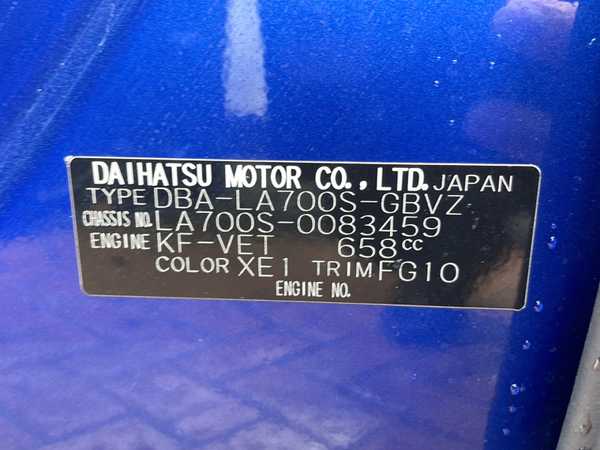 DAIHATSU MOTOR CO., LTD. JAPAN
TYPE DBA-LA700S-GBVZ
CHASSIS NO. LA700S-0083459
ENGINE KF-VET 658cc
COLOR XE1 TRIM FG10
ENGINE NO.